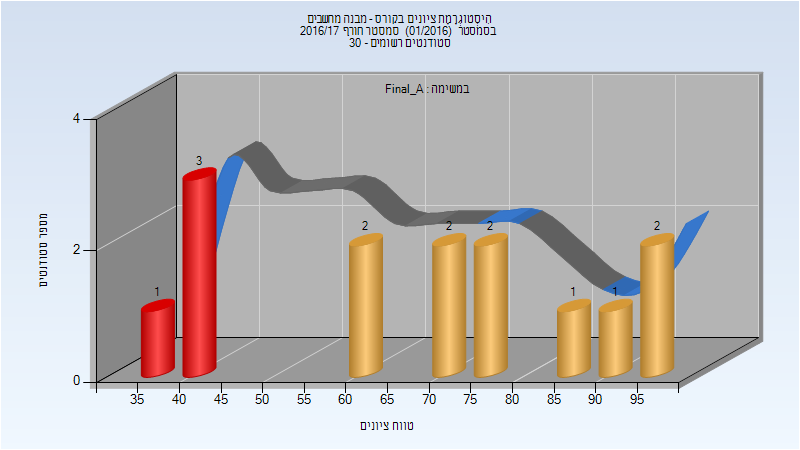 היסטוגרמת ציונים בקורס - מבנה מחשבים
בסמסטר (01/2016) סמסטר חורף 2016/17
סטודנטים רשומים - 30
במשימה : Final_A
מספר סטודנטים
4
2
0
1
3
2
2
2
1
1
2
35 40 45 50 55 60 65 70 75 80 85 90 95
טווח ציונים